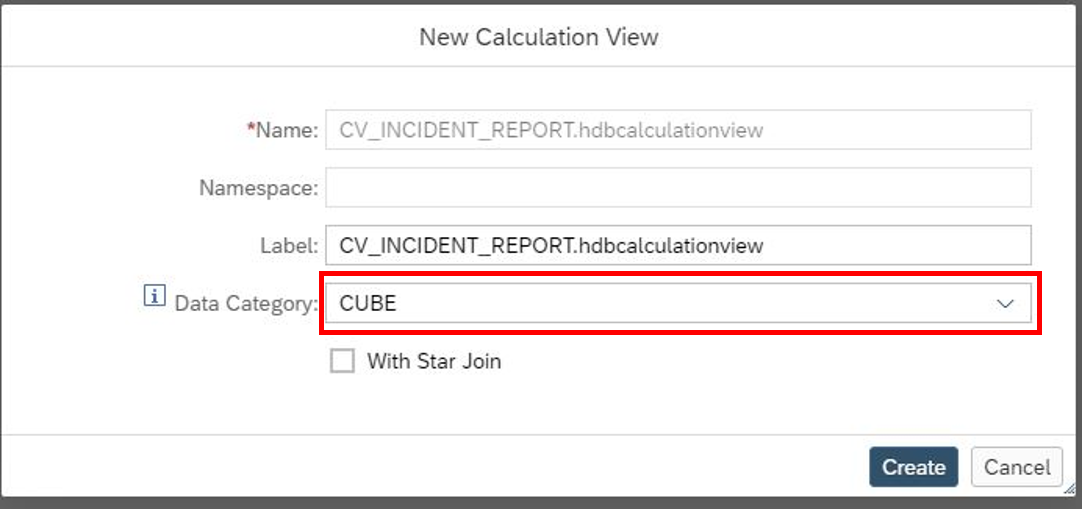 New Calculation View
*Name: CV_INCIDENT_REPORT.hdbcalculationview
Namespace:
Label: CV_INCIDENT_REPORT.hdbcalculationview
i Data Category: CUBE
With Star Join
Create Cancel